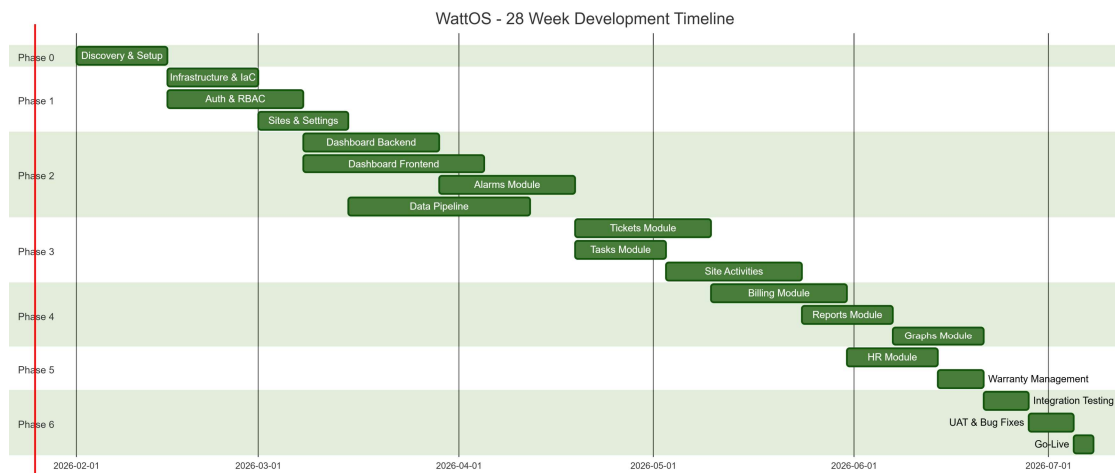 WattOS - 28 Week Development Timeline
Phase 0
Discovery & Setup
Phase 1
Infrastructure & IaC
Auth & RBAC
Sites & Settings
Phase 2
Dashboard Backend
Dashboard Frontend
Alarms Module
Data Pipeline
Phase 3
Tickets Module
Tasks Module
Site Activities
Phase 4
Billing Module
Reports Module
Graphs Module
Phase 5
HR Module
Warranty Management
Phase 6
Integration Testing
UAT & Bug Fixes
Go-Live
2026-02-01 2026-03-01 2026-04-01 2026-05-01 2026-06-01 2026-07-01